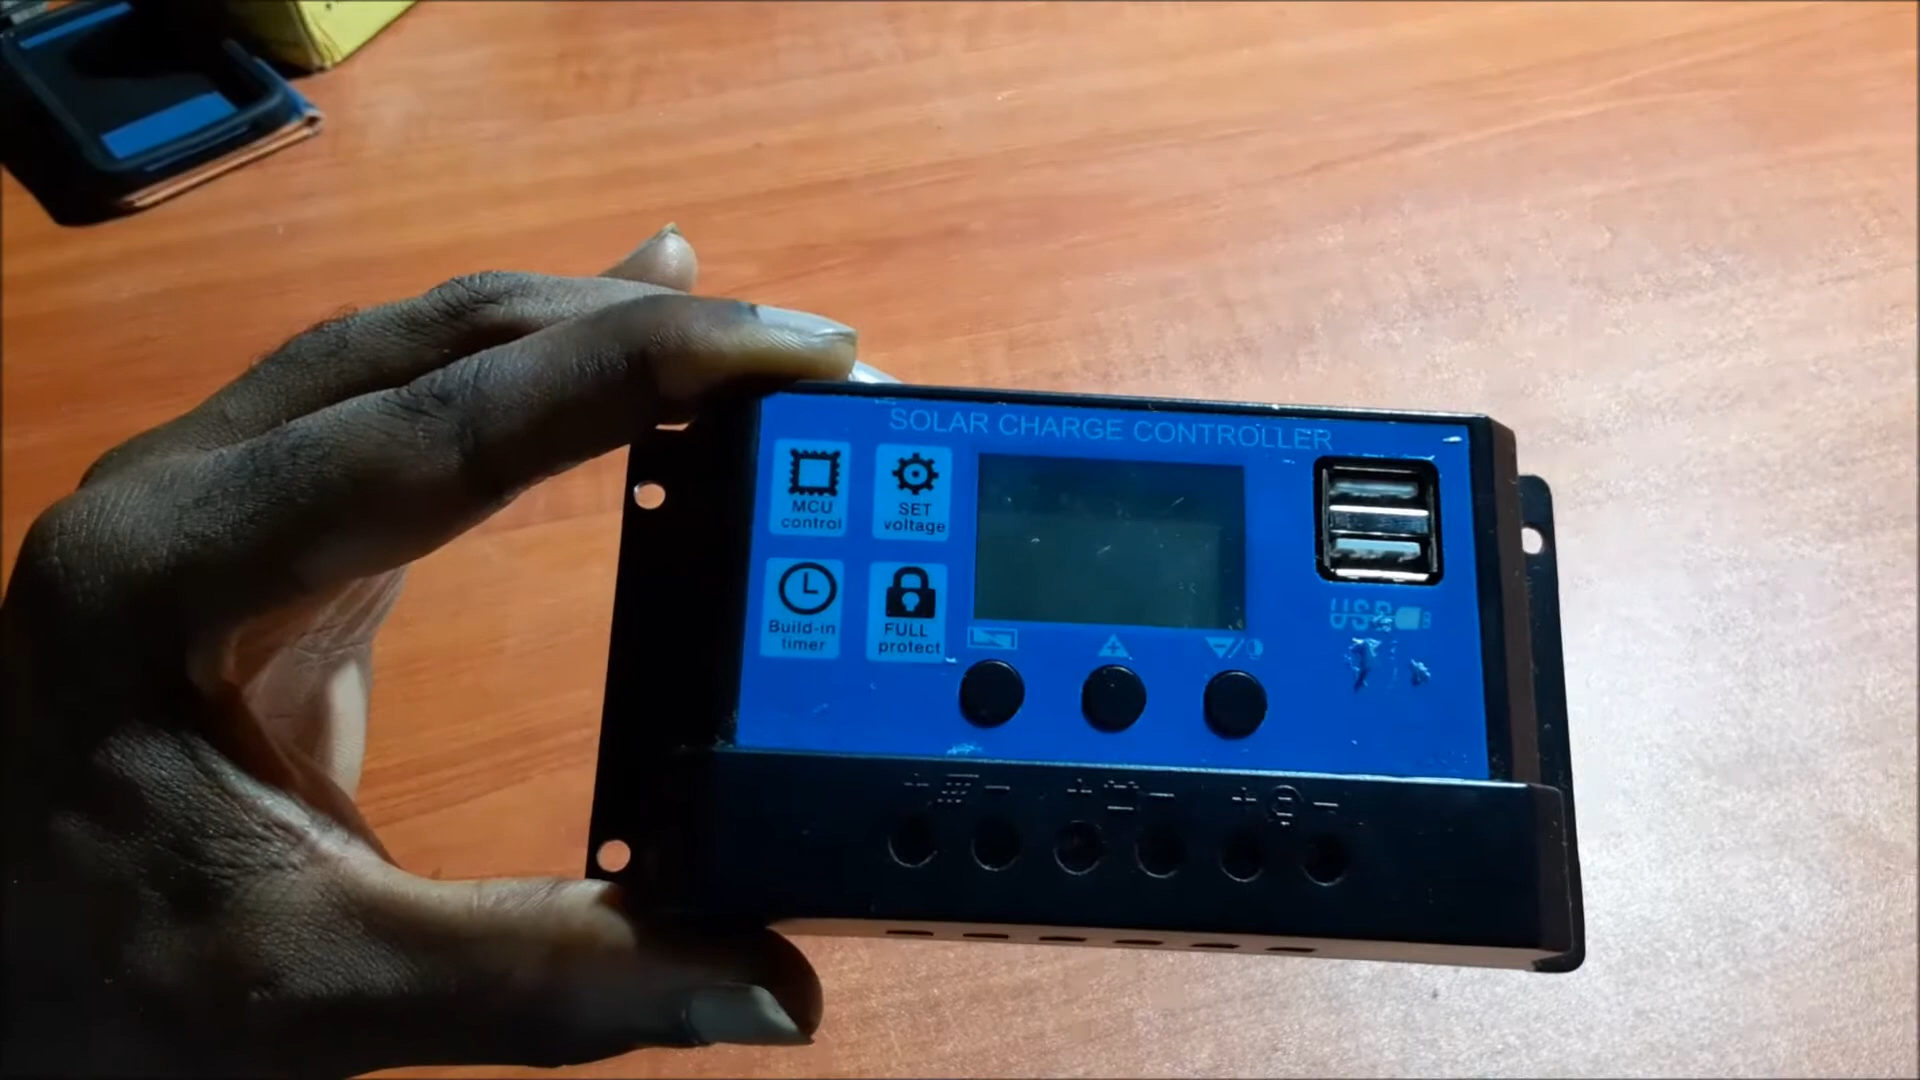 SOLAR CHARGE CONTROLLER
MCU
control
SET
voltage
Build-in
timer
FULL
protect
USB